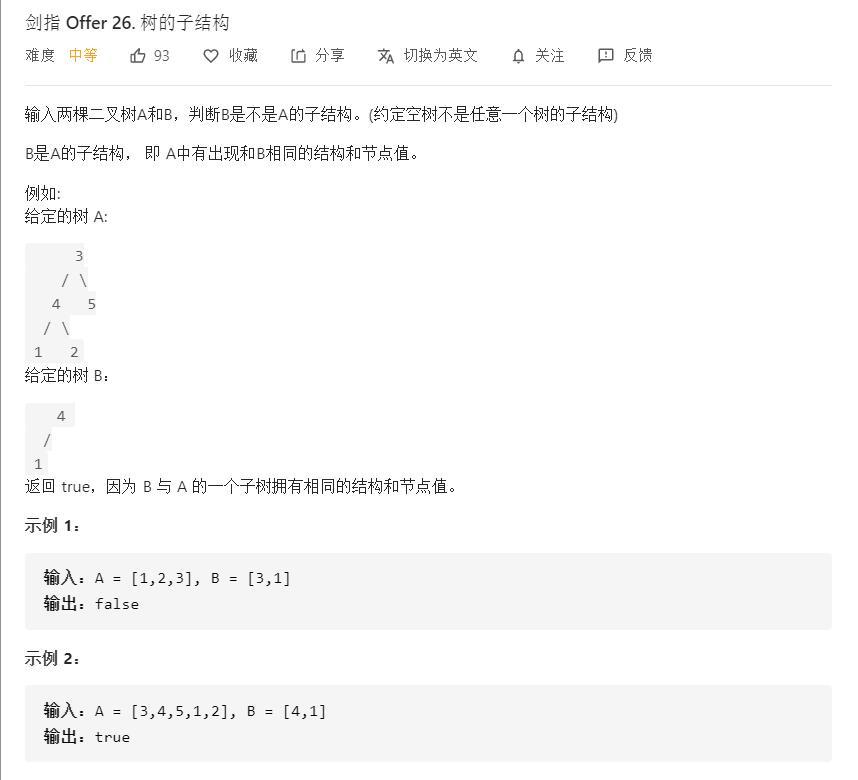 剑指 Offer 26. 树的子结构
难度 中等 93 收藏 分享 切换为英文 关注 反馈
输入两棵二叉树A和B，判断B是不是A的子结构。(约定空树不是任意一个树的子结构)
B是A的子结构， 即 A中有出现和B相同的结构和节点值。
例如:
给定的树 A:
3
/ \
4 5
/ \
1 2
给定的树 B：
4
/
1
返回 true，因为 B 与 A 的一个子树拥有相同的结构和节点值。
示例 1：
输入：A = [1,2,3], B = [3,1]
输出：false
示例 2：
输入：A = [3,4,5,1,2], B = [4,1]
输出：true